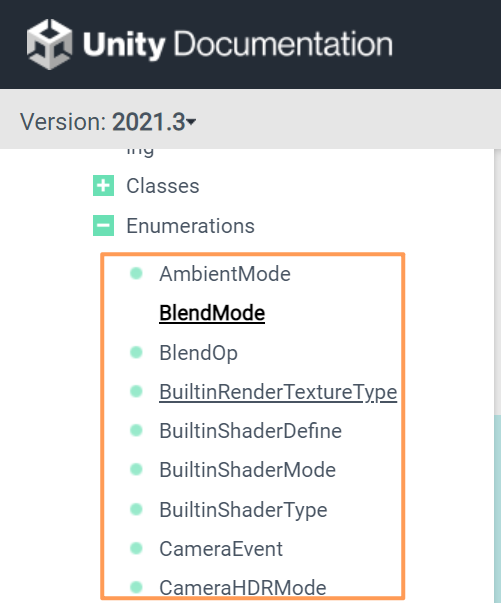 Unity Documentation
Version: 2021.3
ing
Classes
Enumerations
AmbientMode
BlendMode
BlendOp
BuiltinRenderTextureType
BuiltinShaderDefine
BuiltinShaderMode
BuiltinShaderType
CameraEvent
CameraHDRMode